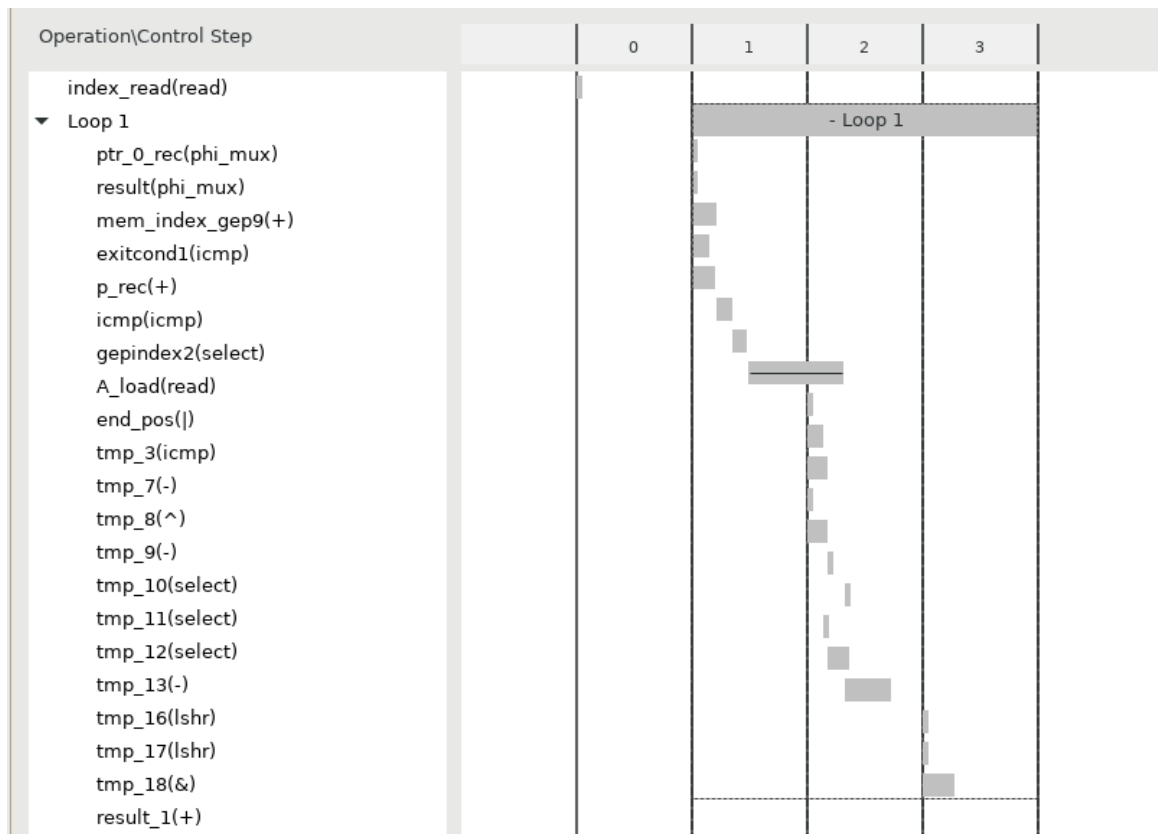 Operation\Control Step
0 1 2 3
index_read(read)
Loop 1
- Loop 1
ptr_0_rec(phi_mux)
result(phi_mux)
mem_index_gep9(+)
exitcond1(icmp)
p_rec(+)
icmp(icmp)
gepindex2(select)
A_load(read)
end_pos(|)
tmp_3(icmp)
tmp_7(-)
tmp_8(^)
tmp_9(-)
tmp_10(select)
tmp_11(select)
tmp_12(select)
tmp_13(-)
tmp_16(lshr)
tmp_17(lshr)
tmp_18(&)
result_1(+)